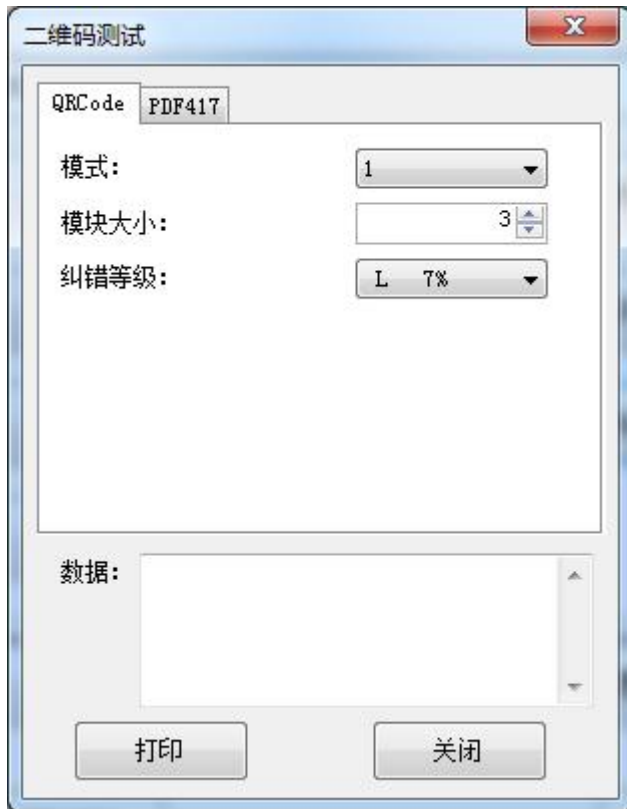 二维码测试
QRCode PDF417
模式: 1
模块大小: 3
纠错等级: L 7%
数据:
打印 关闭